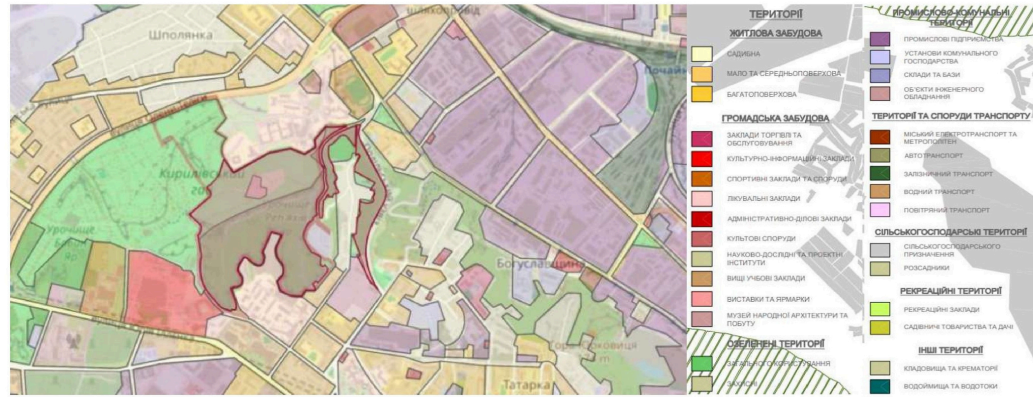 Шполянка
Кирилівський
Урочище
Богуславщина
Татарка
ТЕРИТОРІЇ
ЖИТЛОВА ЗАБУДОВА
САДИБНА
МАЛО ТА СЕРЕДНЬОПОВЕРХОВА
БАГАТОПОВЕРХОВА
ГРОМАДСЬКА ЗАБУДОВА
ЗАКЛАДИ ТОРГІВЛІ ТА
ОБСЛУГОВУВАННЯ
КУЛЬТУРНО-ІНФОРМАЦІЙНІ ЗАКЛАДИ
СПОРТИВНІ ЗАКЛАДИ ТА СПОРУДИ
ЛІКУВАЛЬНІ ЗАКЛАДИ
АДМІНІСТРАТИВНО-ДІЛОВІ ЗАКЛАДИ
КУЛЬТОВІ СПОРУДИ
НАУКОВО-ДОСЛІДНІ ТА ПРОЕКТНІ
ІНСТИТУТИ
ВИЩІ УЧБОВІ ЗАКЛАДИ
ВИСТАВКИ ТА ЯРМАРКИ
МУЗЕЙ НАРОДНОЇ АРХІТЕКТУРИ ТА
ПОБУТУ
ОЗЕЛЕНЕНІ ТЕРИТОРІЇ
ЗАГАЛЬНОГО КОРИСТУВАННЯ
ЗАХИСНІ
ПРОМИСЛОВО-КОМУНАЛЬНІ
ТЕРИТОРІЇ
ПРОМИСЛОВІ ПІДПРИЄМСТВА
УСТАНОВИ КОМУНАЛЬНОГО
ГОСПОДАРСТВА
СКЛАДИ ТА БАЗИ
ОБ'ЄКТИ ІНЖЕНЕРНОГО
ОБЛАДНАННЯ
ТЕРИТОРІЇ ТА СПОРУДИ ТРАНСПОРТУ
МІСЬКИЙ ЕЛЕКТРОТРАНСПОРТ ТА
МЕТРОПОЛІТЕН
АВТОТРАНСПОРТ
ЗАЛІЗНИЧНИЙ ТРАНСПОРТ
ВОДНИЙ ТРАНСПОРТ
ПОВІТРЯНИЙ ТРАНСПОРТ
СІЛЬСЬКОГОСПОДАРСЬКІ ТЕРИТОРІЇ
СІЛЬСЬКОГОСПОДАРСЬКОГО
ПРИЗНАЧЕННЯ
РОЗСАДНИКИ
РЕКРЕАЦІЙНІ ТЕРИТОРІЇ
РЕКРЕАЦІЙНІ ЗАКЛАДИ
САДІВНИЧІ ТОВАРИСТВА ТА ДАЧІ
ІНШІ ТЕРИТОРІЇ
КЛАДОВИЩА ТА КРЕМАТОРІЇ
ВОДОЙМИЩА ТА ВОДОТОКИ